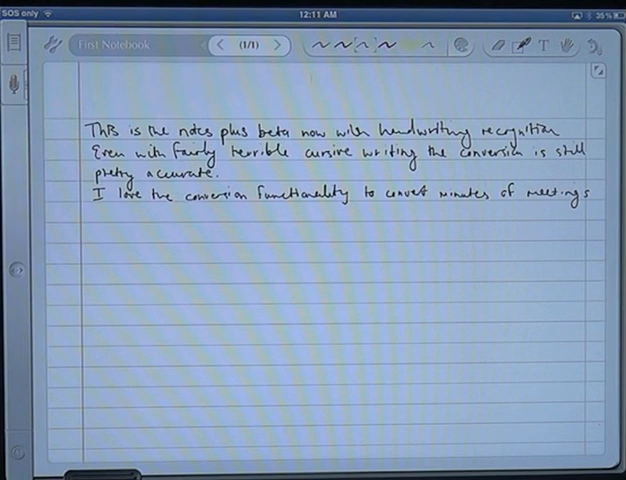 SOS only
12:11 AM
35%
First Notebook
(1/1)
T
This is the notes plus beta now with handwriting recognition
Even with fairly terrible cursive writing the conversion is still
pretty accurate.
I love the conversion functionality to convert minutes of meetings